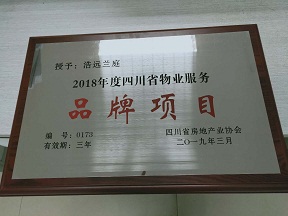 授予：浩远兰庭
2018年度四川省物业服务
品牌项目
编 号：0173 四川省房地产业协会
有效期：三年 二〇一九年三月